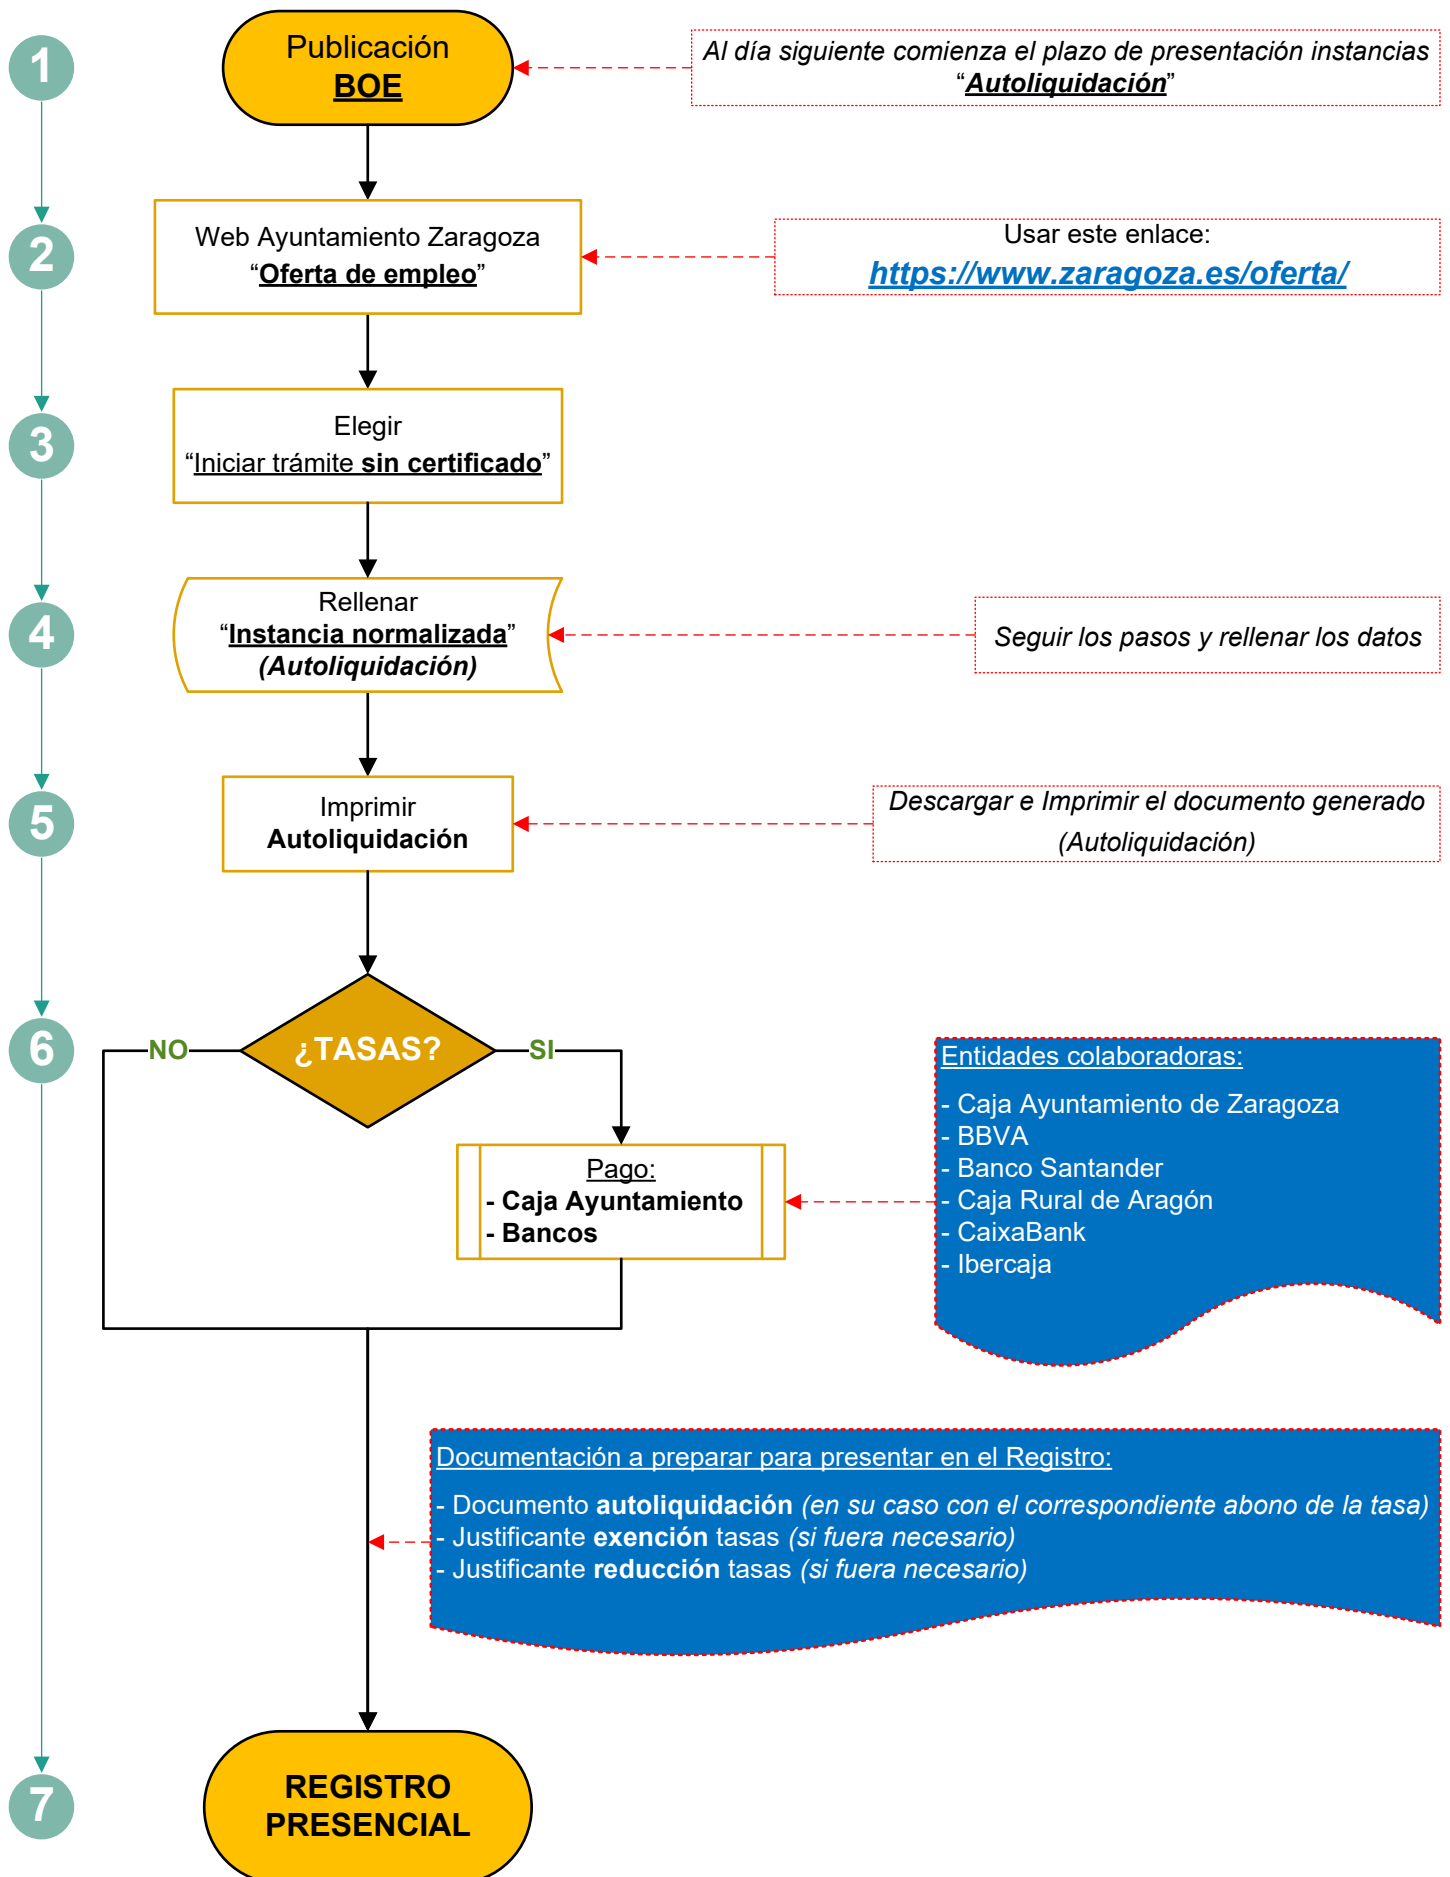 1
Publicación
BOE
Al día siguiente comienza el plazo de presentación instancias
“Autoliquidación”
2
Web Ayuntamiento Zaragoza
“Oferta de empleo”
Usar este enlace:
https://www.zaragoza.es/oferta/
3
Elegir
“Iniciar trámite sin certificado”
4
Rellenar
“Instancia normalizada”
(Autoliquidación)
Seguir los pasos y rellenar los datos
5
Imprimir
Autoliquidación
Descargar e Imprimir el documento generado
(Autoliquidación)
6
NO
¿TASAS?
SI
Pago:
- Caja Ayuntamiento
- Bancos
Entidades colaboradoras:
- Caja Ayuntamiento de Zaragoza
- BBVA
- Banco Santander
- Caja Rural de Aragón
- CaixaBank
- Ibercaja
Documentación a preparar para presentar en el Registro:
- Documento autoliquidación (en su caso con el correspondiente abono de la tasa)
- Justificante exención tasas (si fuera necesario)
- Justificante reducción tasas (si fuera necesario)
7
REGISTRO
PRESENCIAL